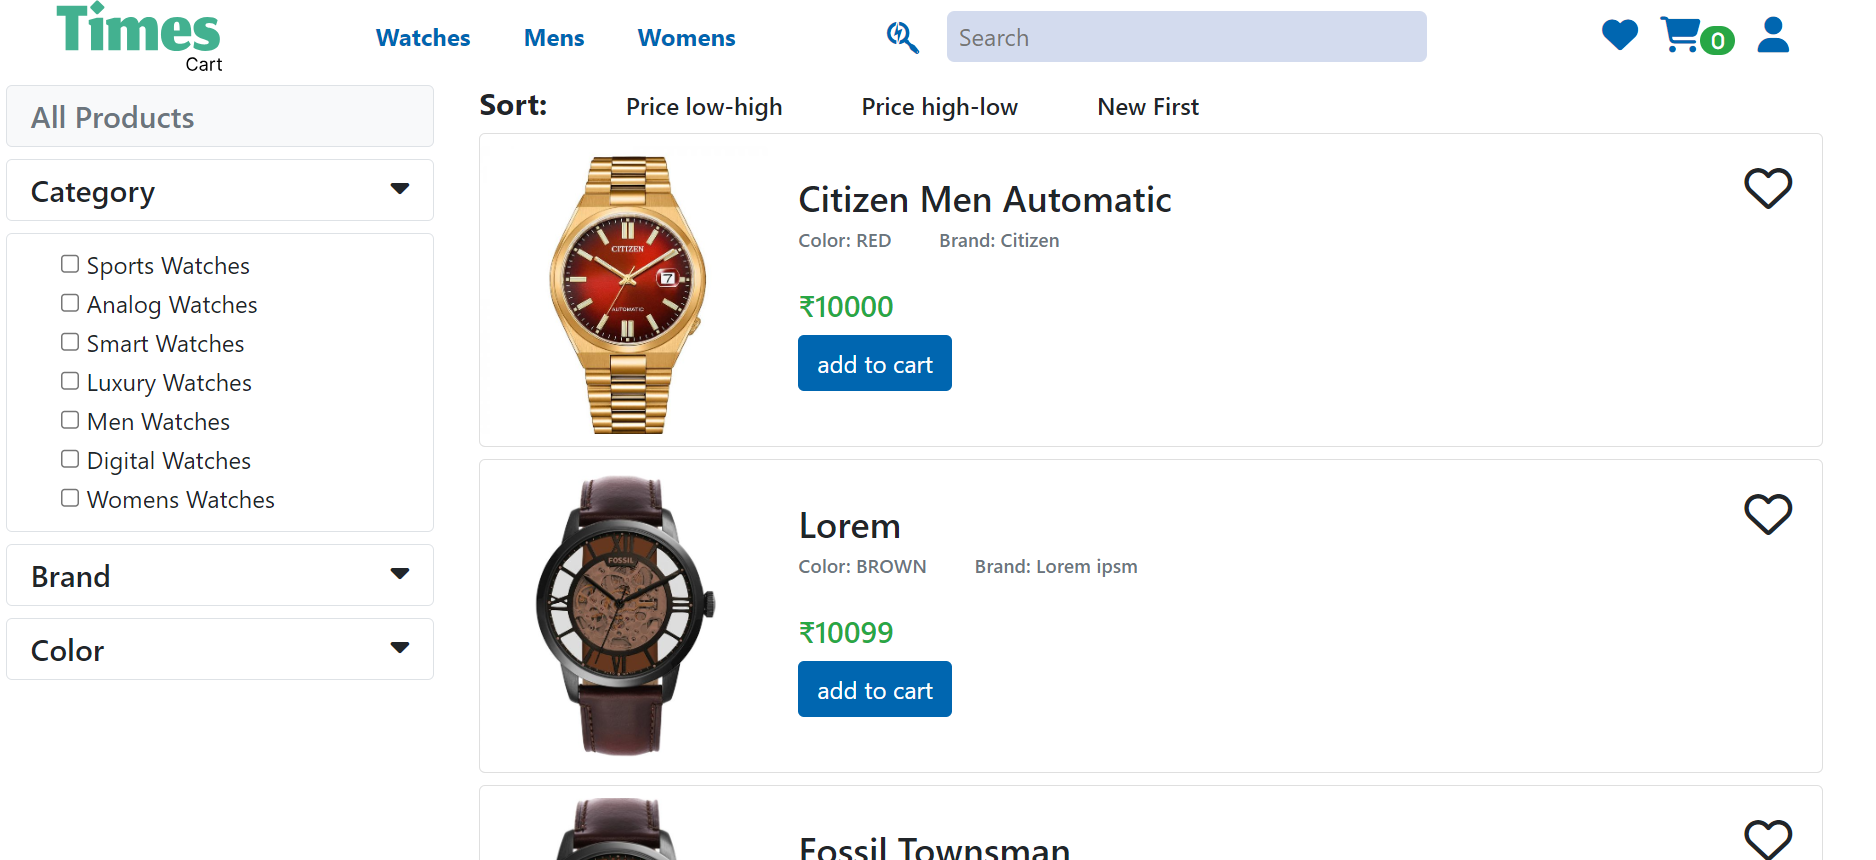 Times
Cart
Watches Mens Womens Search 0
All Products
Category
Sports Watches
Analog Watches
Smart Watches
Luxury Watches
Men Watches
Digital Watches
Womens Watches
Brand
Color
Sort: Price low-high Price high-low New First
CITIZEN
7
AUTOMATIC
Citizen Men Automatic
Color: RED Brand: Citizen
₹10000
add to cart
FOSSIL
Lorem
Color: BROWN Brand: Lorem ipsm
₹10099
add to cart
Fossil Townsman